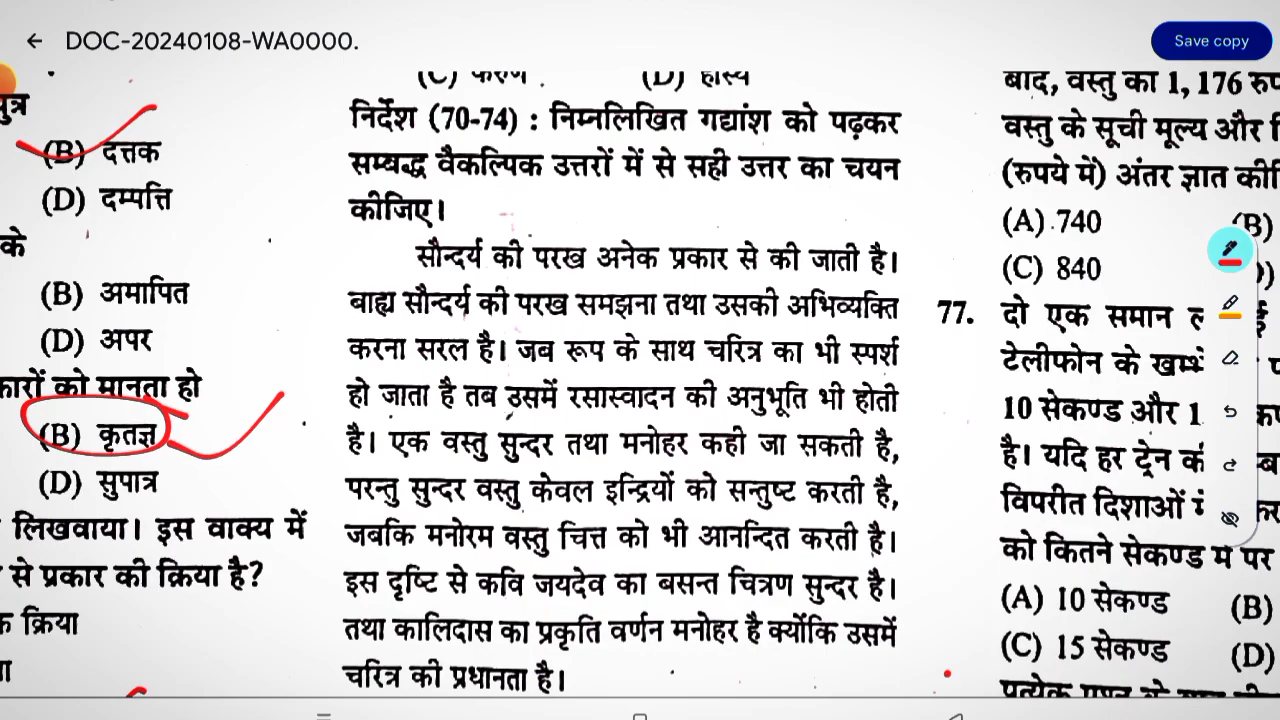 DOC-20240108-WA0000.
Save copy
(B) दत्तक
(D) दम्पत्ति
के
(B) अमापित
(D) अपर
कारों को मानता हो
(B) कृतज्ञ
(D) सुपात्र
लिखवाया। इस वाक्य में
से प्रकार की क्रिया है?
क्रिया
(C) करुण (D) हास्य
निर्देश (70-74) : निम्नलिखित गद्यांश को पढ़कर
सम्बद्ध वैकल्पिक उत्तरों में से सही उत्तर का चयन
कीजिए।
सौन्दर्य की परख अनेक प्रकार से की जाती है।
बाह्य सौन्दर्य की परख समझना तथा उसकी अभिव्यक्ति
करना सरल है। जब रूप के साथ चरित्र का भी स्पर्श
हो जाता है तब उसमें रसास्वादन की अनुभूति भी होती
है। एक वस्तु सुन्दर तथा मनोहर कही जा सकती है,
परन्तु सुन्दर वस्तु केवल इन्द्रियों को सन्तुष्ट करती है,
जबकि मनोरम वस्तु चित्त को भी आनन्दित करती है।
इस दृष्टि से कवि जयदेव का बसन्त चित्रण सुन्दर है।
तथा कालिदास का प्रकृति वर्णन मनोहर है क्योंकि उसमें
चरित्र की प्रधानता है।
बाद, वस्तु का 1, 176
वस्तु के सूची मूल्य और
(रुपये में) अंतर ज्ञात
(A) 740 (B)
(C) 840
77. दो एक समान
टेलीफोन के
10 सेकण्ड और
है। यदि हर ट्रेन
विपरीत दिशाओं
को कितने सेकण्ड में पर
(A) 10 सेकण्ड (B)
(C) 15 सेकण्ड (D)